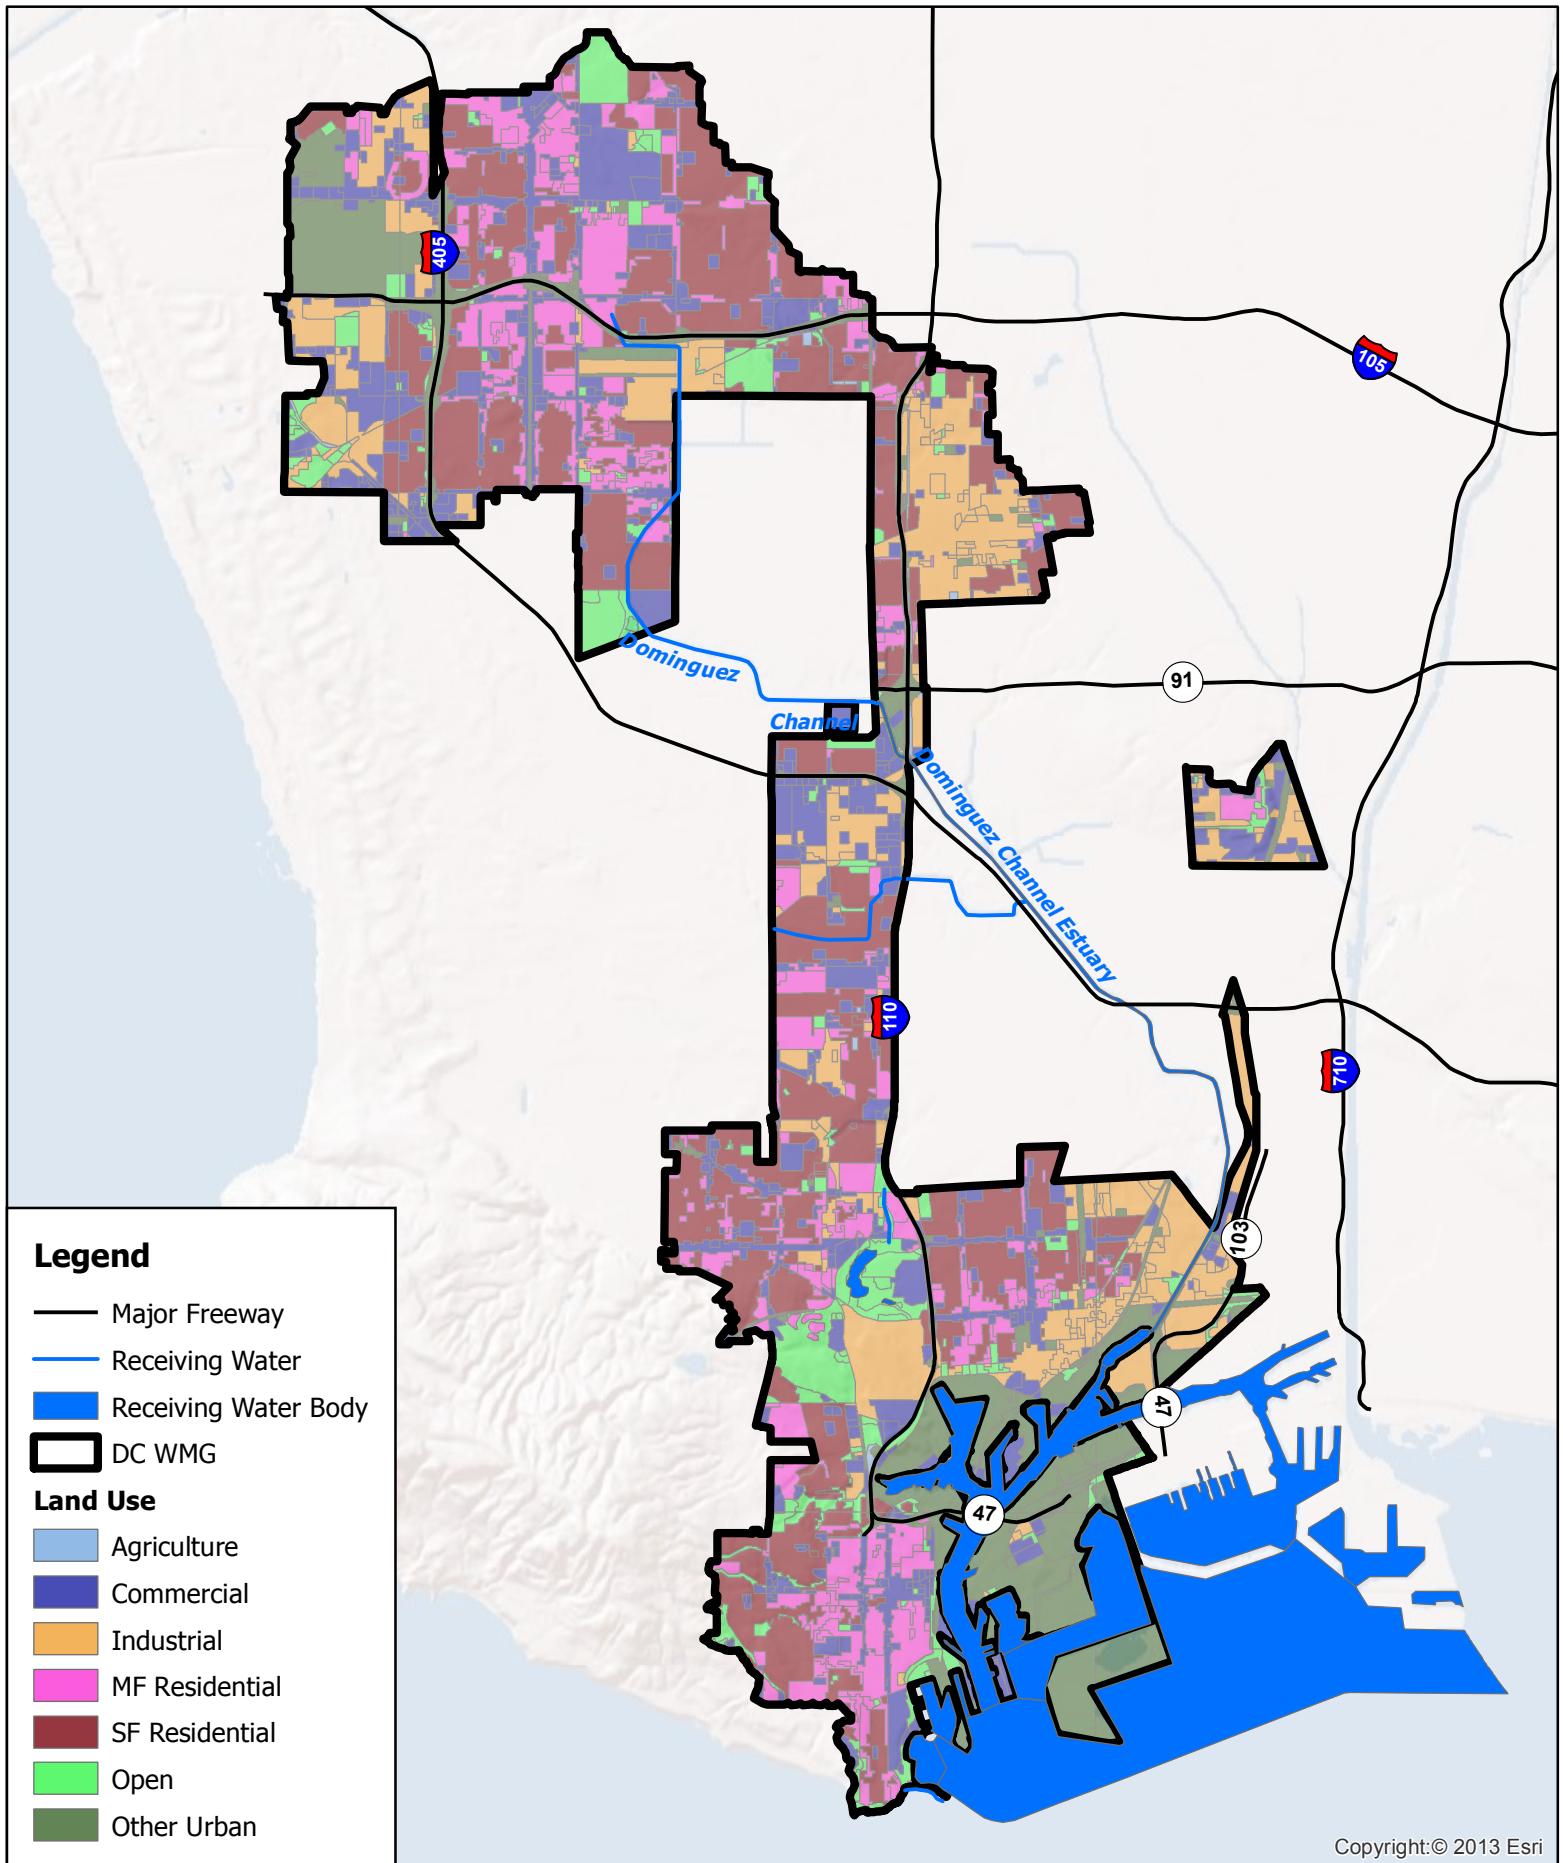 405
105
Dominguez
91
Channel
Dominguez Channel Estuary
110
710
103
47
47
Legend
Major Freeway
Receiving Water
Receiving Water Body
DC WMG
Land Use
Agriculture
Commercial
Industrial
MF Residential
SF Residential
Open
Other Urban
Copyright:© 2013 Esri